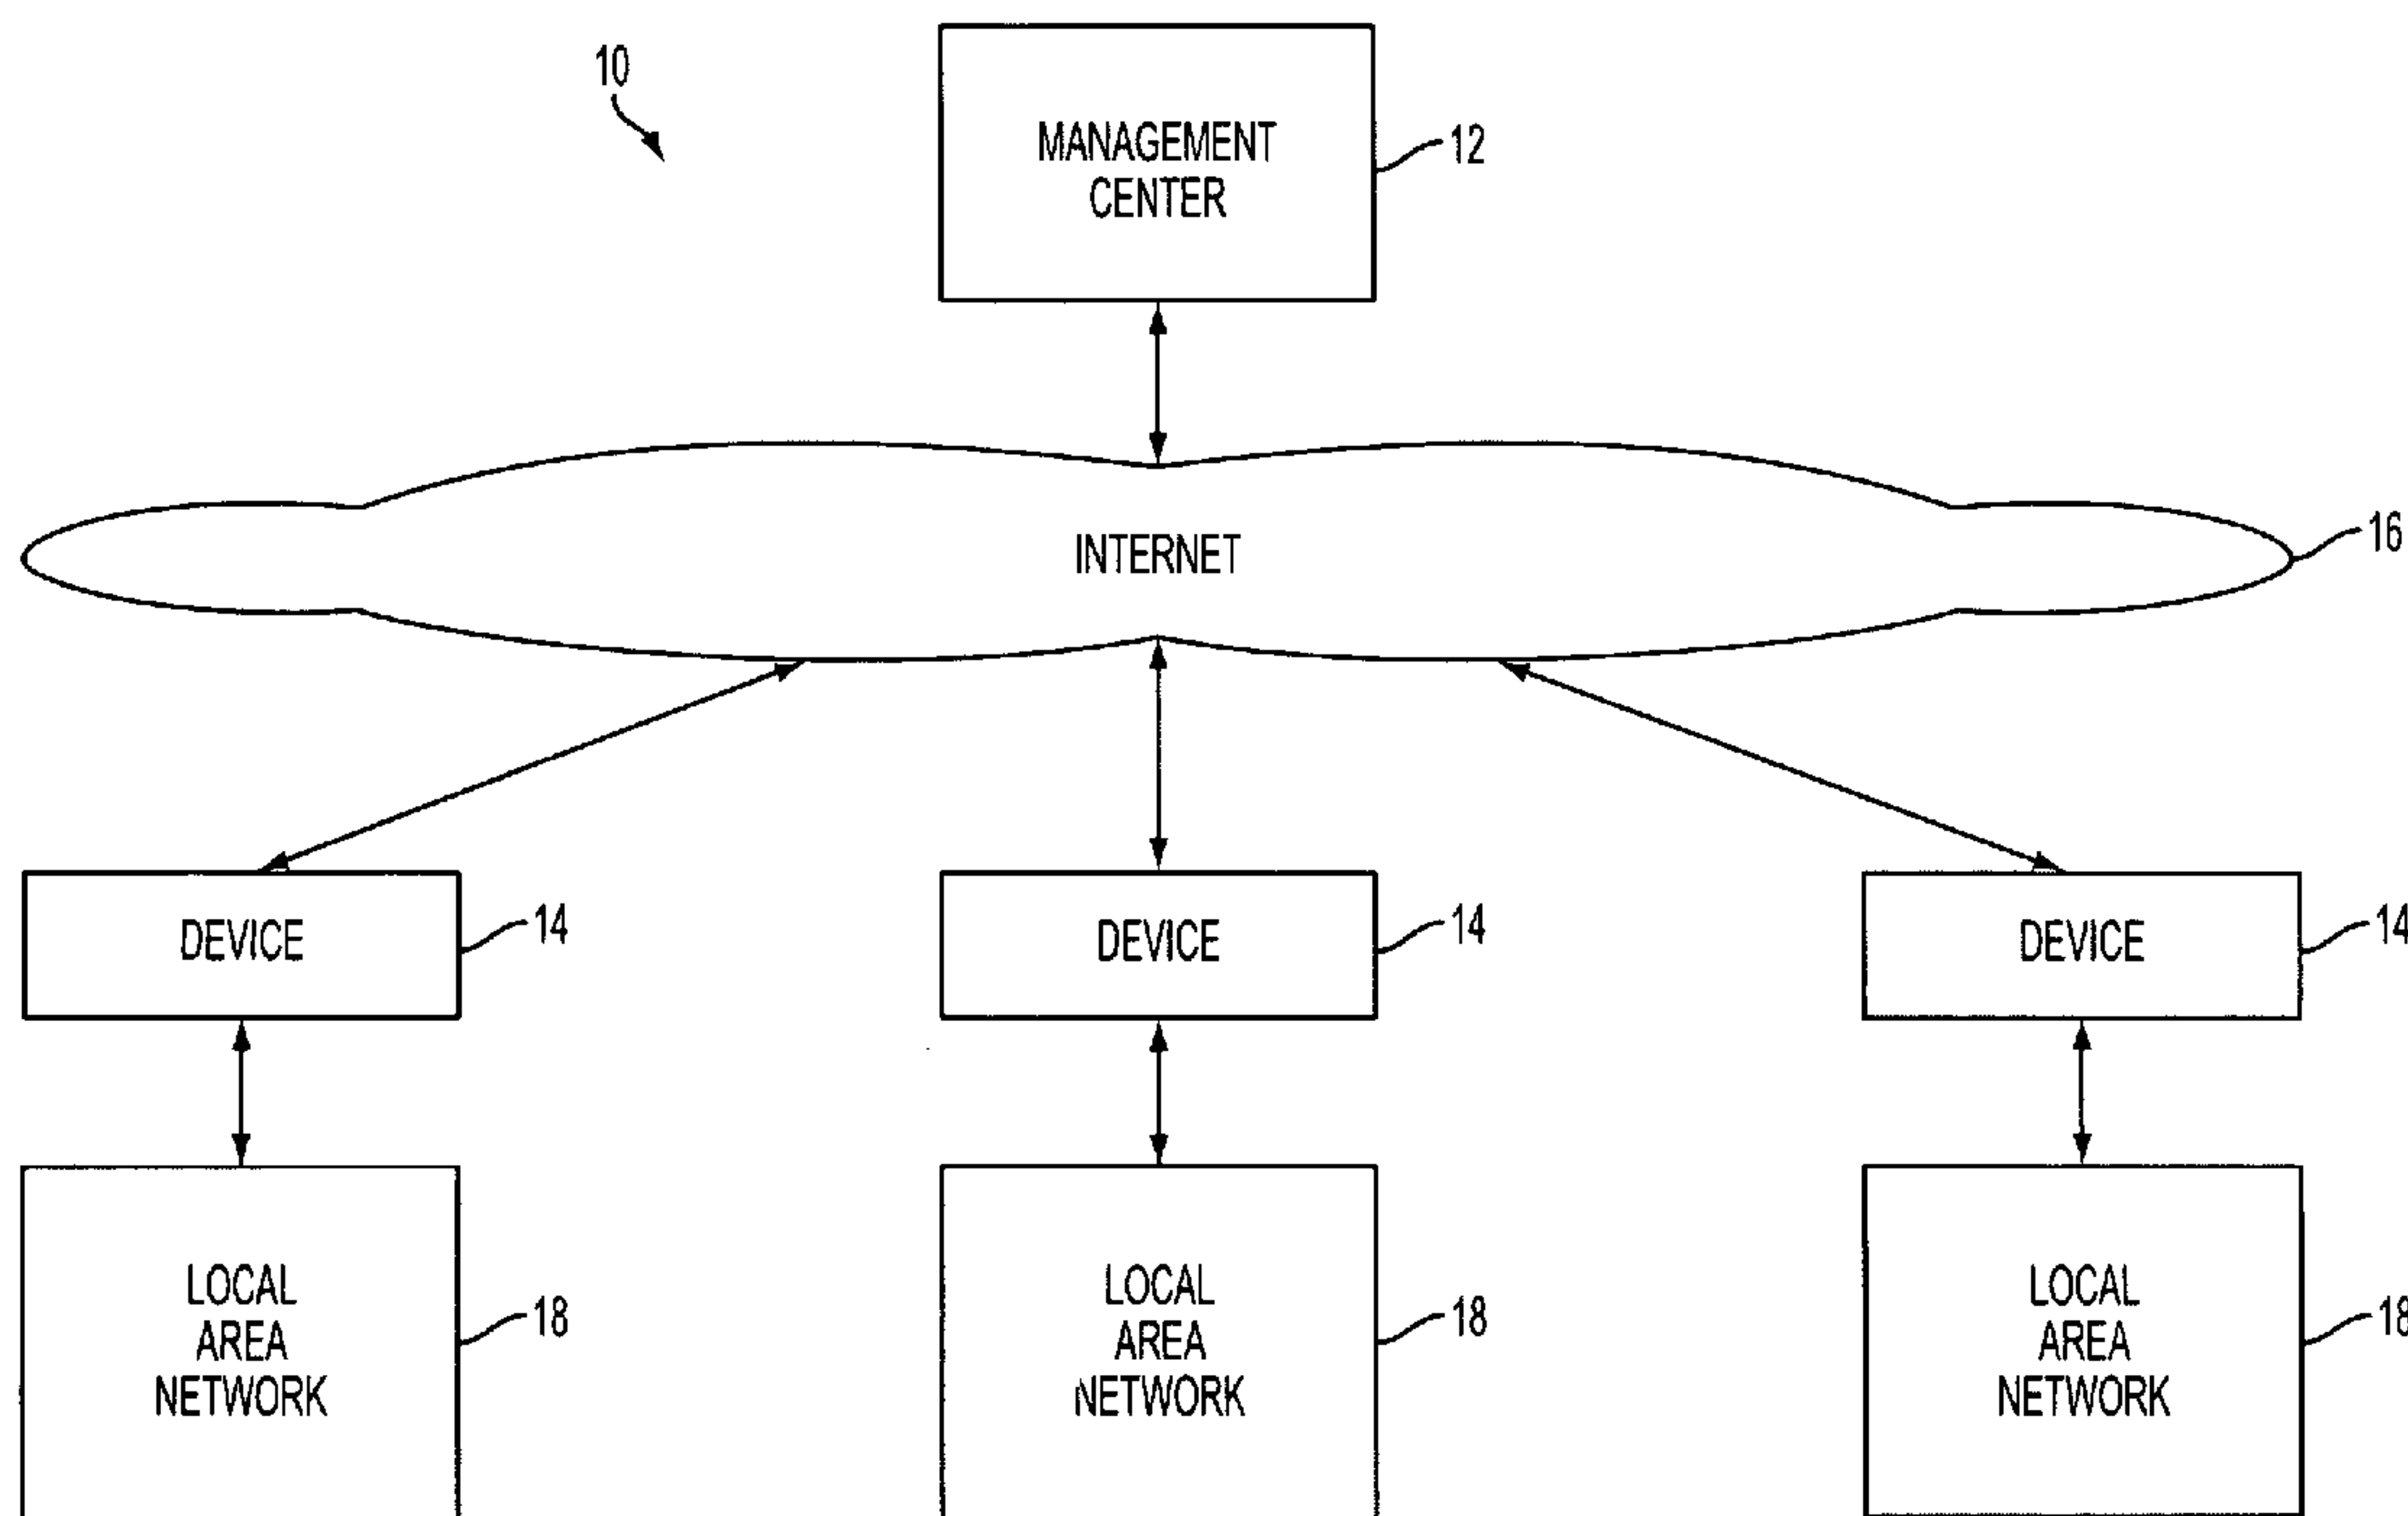 10
MANAGEMENT
CENTER
12
INTERNET
16
DEVICE
14
DEVICE
14
DEVICE
14
LOCAL
AREA
NETWORK
18
LOCAL
AREA
NETWORK
18
LOCAL
AREA
NETWORK
18